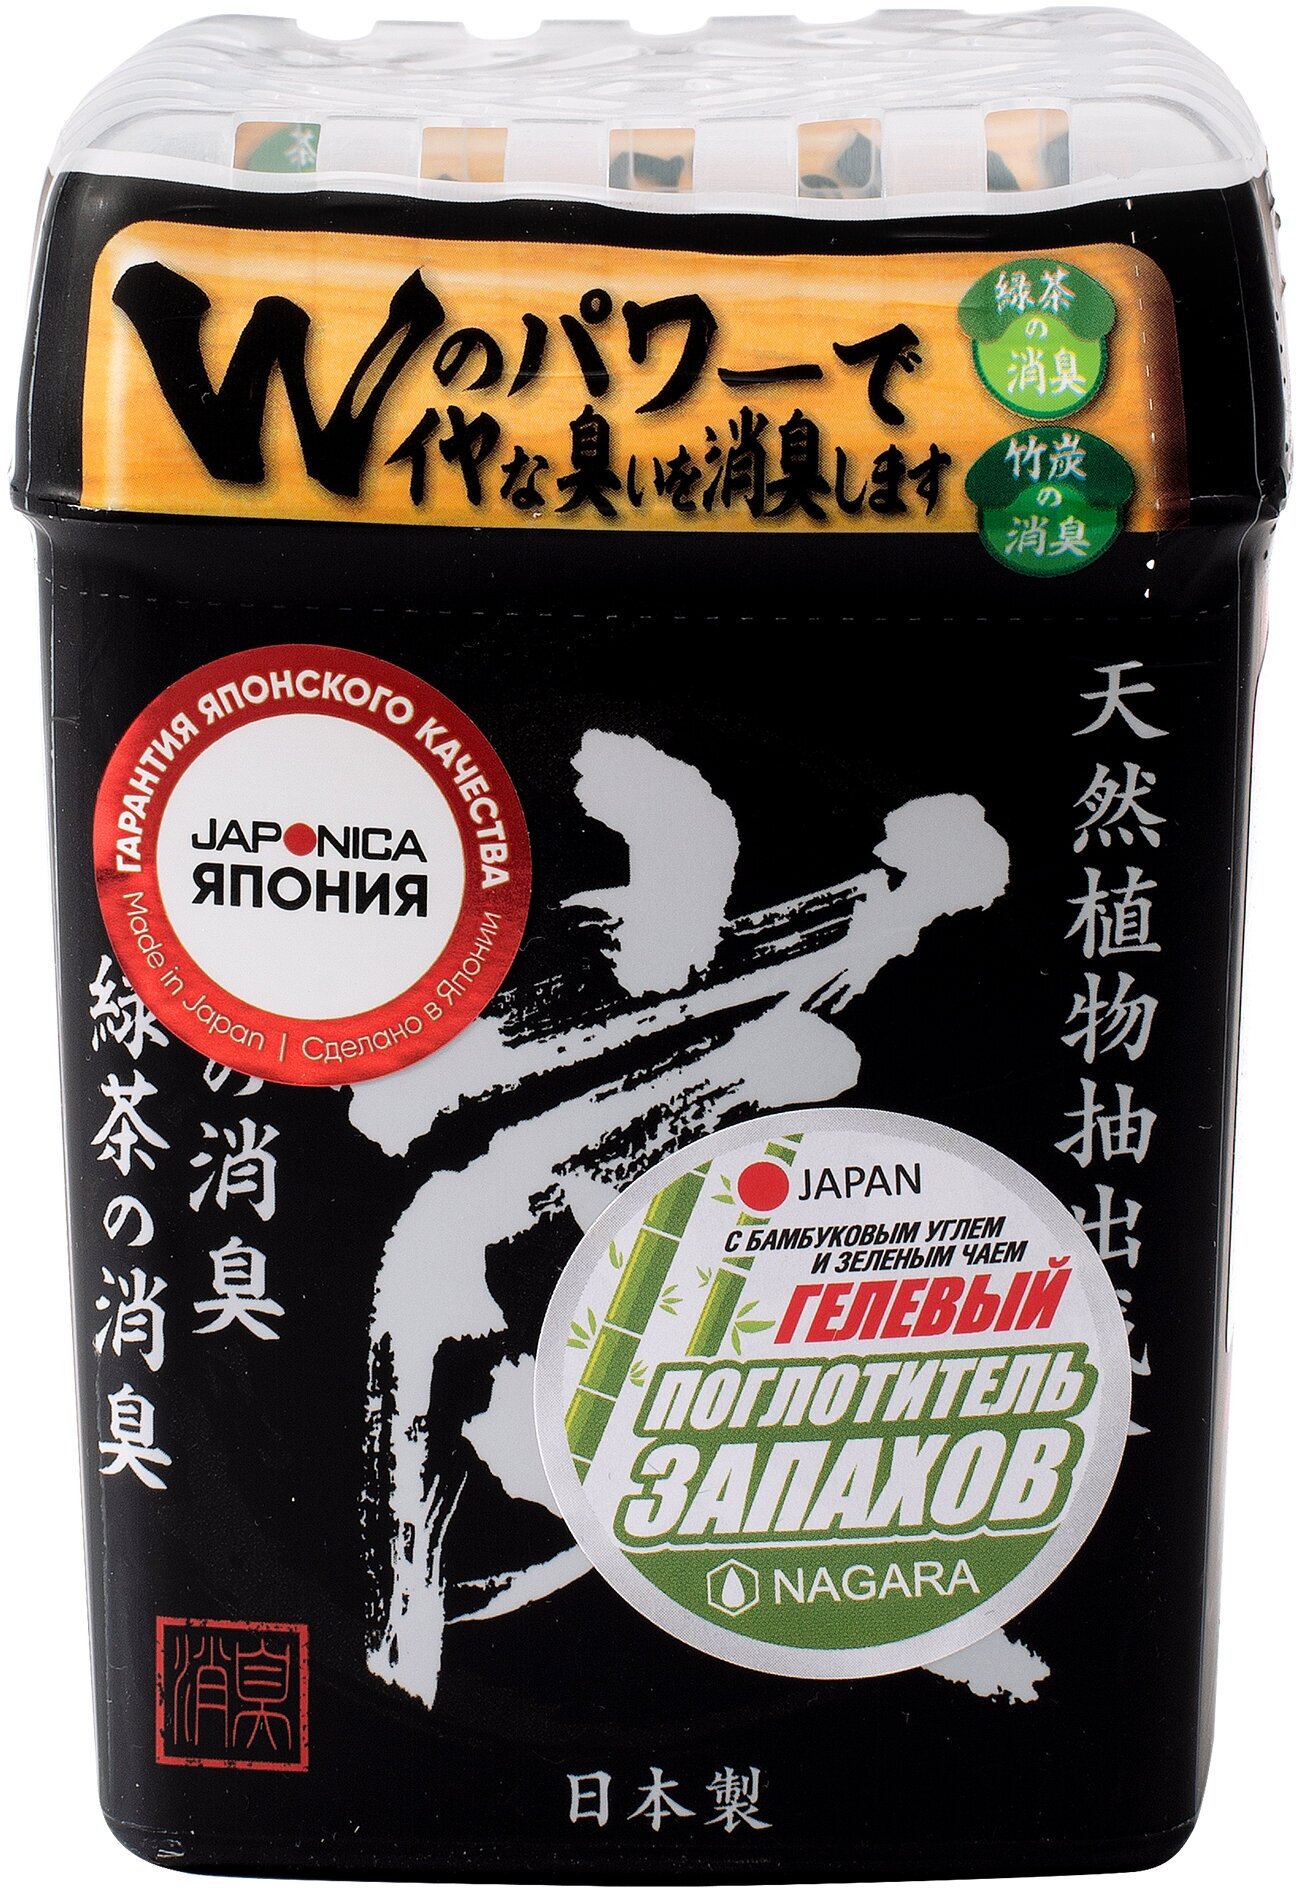 茶
Wのパワーで
イヤな臭いを消臭します
緑茶
の
消臭
竹炭
の
消臭
ГАРАНТИЯ ЯПОНСКОГО КАЧЕСТВА
JAPONICA
ЯПОНИЯ
Made in Japan | Сделано в Японии
天然植物抽出
の消臭
緑茶の消臭
JAPAN
С БАМБУКОВЫМ УГЛЕМ
И ЗЕЛЕНЫМ ЧАЕМ
ГЕЛЕВЫЙ
ПОГЛОТИТЕЛЬ
ЗАПАХОВ
NAGARA
消臭
日本製